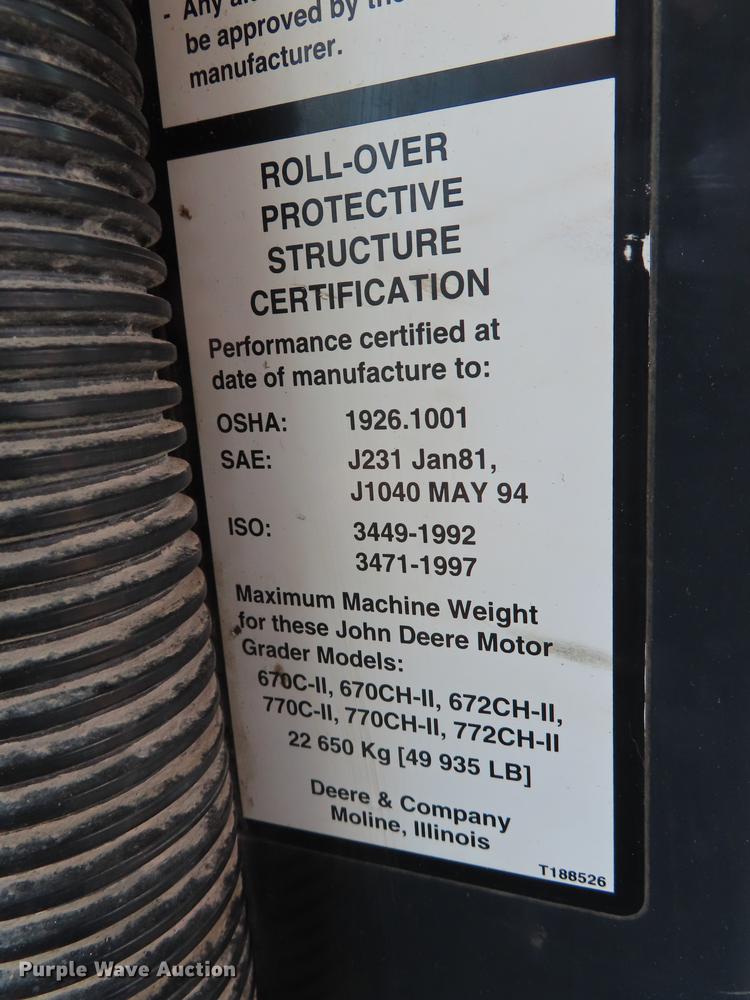 - Any
be approved by the
manufacturer.
ROLL-OVER
PROTECTIVE
STRUCTURE
CERTIFICATION
Performance certified at
date of manufacture to:
OSHA: 1926.1001
SAE: J231 Jan81,
J1040 MAY 94
ISO: 3449-1992
3471-1997
Maximum Machine Weight
for these John Deere Motor
Grader Models:
670C-II, 670CH-II, 672CH-II,
770C-II, 770CH-II, 772CH-II
22 650 Kg [49 935 LB]
Deere & Company
Moline, Illinois
T188526
Purple Wave Auction